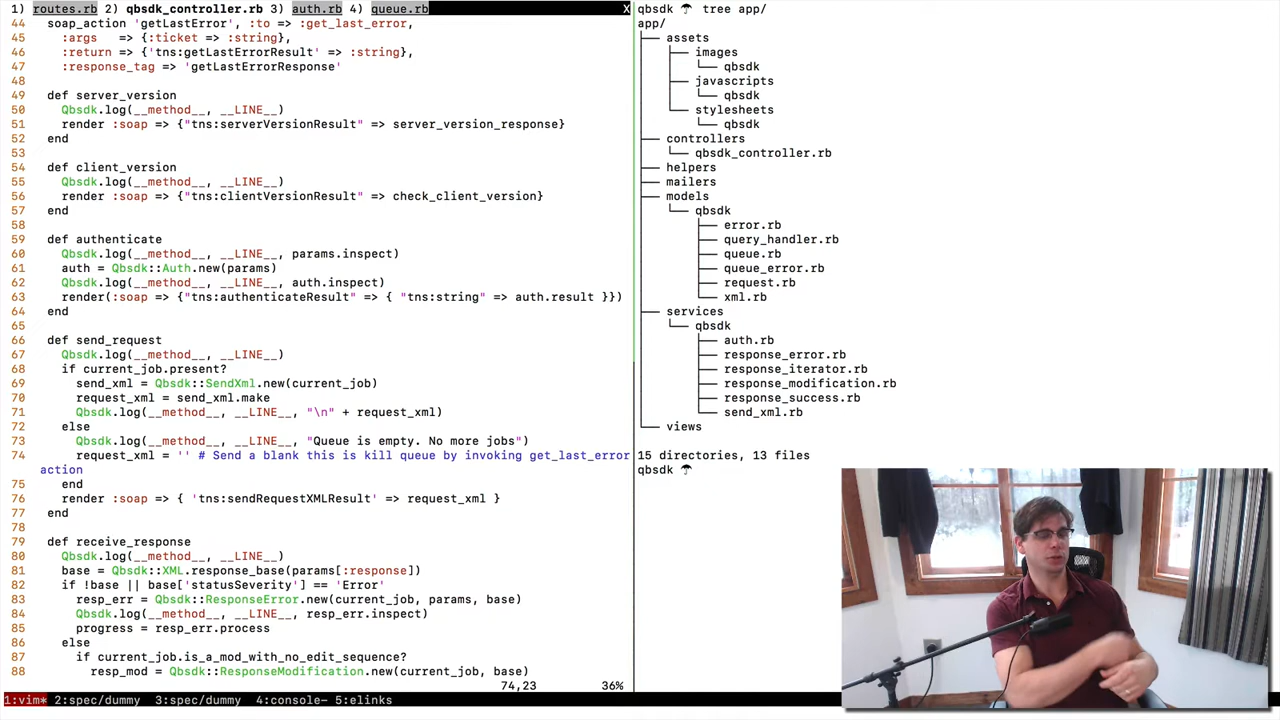 1) routes.rb 2) qbsdk_controller.rb 3) auth.rb 4) queue.rb X
44 soap_action 'getLastError', :to => :get_last_error,
45 :args => {:ticket => :string},
46 :return => {'tns:getLastErrorResult' => :string},
47 :response_tag => 'getLastErrorResponse'
48
49 def server_version
50 Qbsdk.log(__method__, __LINE__)
51 render :soap => {"tns:serverVersionResult" => server_version_response}
52 end
53
54 def client_version
55 Qbsdk.log(__method__, __LINE__)
56 render :soap => {"tns:clientVersionResult" => check_client_version}
57 end
58
59 def authenticate
60 Qbsdk.log(__method__, __LINE__, params.inspect)
61 auth = Qbsdk::Auth.new(params)
62 Qbsdk.log(__method__, __LINE__, auth.inspect)
63 render(:soap => {"tns:authenticateResult" => { "tns:string" => auth.result }})
64 end
65
66 def send_request
67 Qbsdk.log(__method__, __LINE__)
68 if current_job.present?
69 send_xml = Qbsdk::SendXml.new(current_job)
70 request_xml = send_xml.make
71 Qbsdk.log(__method__, __LINE__, "\n" + request_xml)
72 else
73 Qbsdk.log(__method__, __LINE__, "Queue is empty. No more jobs")
74 request_xml = '' # Send a blank this is kill queue by invoking get_last_error
action
75 end
76 render :soap => { 'tns:sendRequestXMLResult' => request_xml }
77 end
78
79 def receive_response
80 Qbsdk.log(__method__, __LINE__)
81 base = Qbsdk::XML.response_base(params[:response])
82 if !base || base['statusSeverity'] == 'Error'
83 resp_err = Qbsdk::ResponseError.new(current_job, params, base)
84 Qbsdk.log(__method__, __LINE__, resp_err.inspect)
85 progress = resp_err.process
86 else
87 if current_job.is_a_mod_with_no_edit_sequence?
88 resp_mod = Qbsdk::ResponseModification.new(current_job, base)
74,23 36%
qbsdk ☂ tree app/
app/
├── assets
│   ├── images
│   │   └── qbsdk
│   ├── javascripts
│   │   └── qbsdk
│   └── stylesheets
│       └── qbsdk
├── controllers
│   └── qbsdk_controller.rb
├── helpers
├── mailers
├── models
│   └── qbsdk
│       ├── error.rb
│       ├── query_handler.rb
│       ├── queue.rb
│       ├── queue_error.rb
│       ├── request.rb
│       └── xml.rb
├── services
│   └── qbsdk
│       ├── auth.rb
│       ├── response_error.rb
│       ├── response_iterator.rb
│       ├── response_modification.rb
│       ├── response_success.rb
│       └── send_xml.rb
└── views
15 directories, 13 files
qbsdk ☂
1:vim* 2:spec/dummy 3:spec/dummy 4:console- 5:elinks